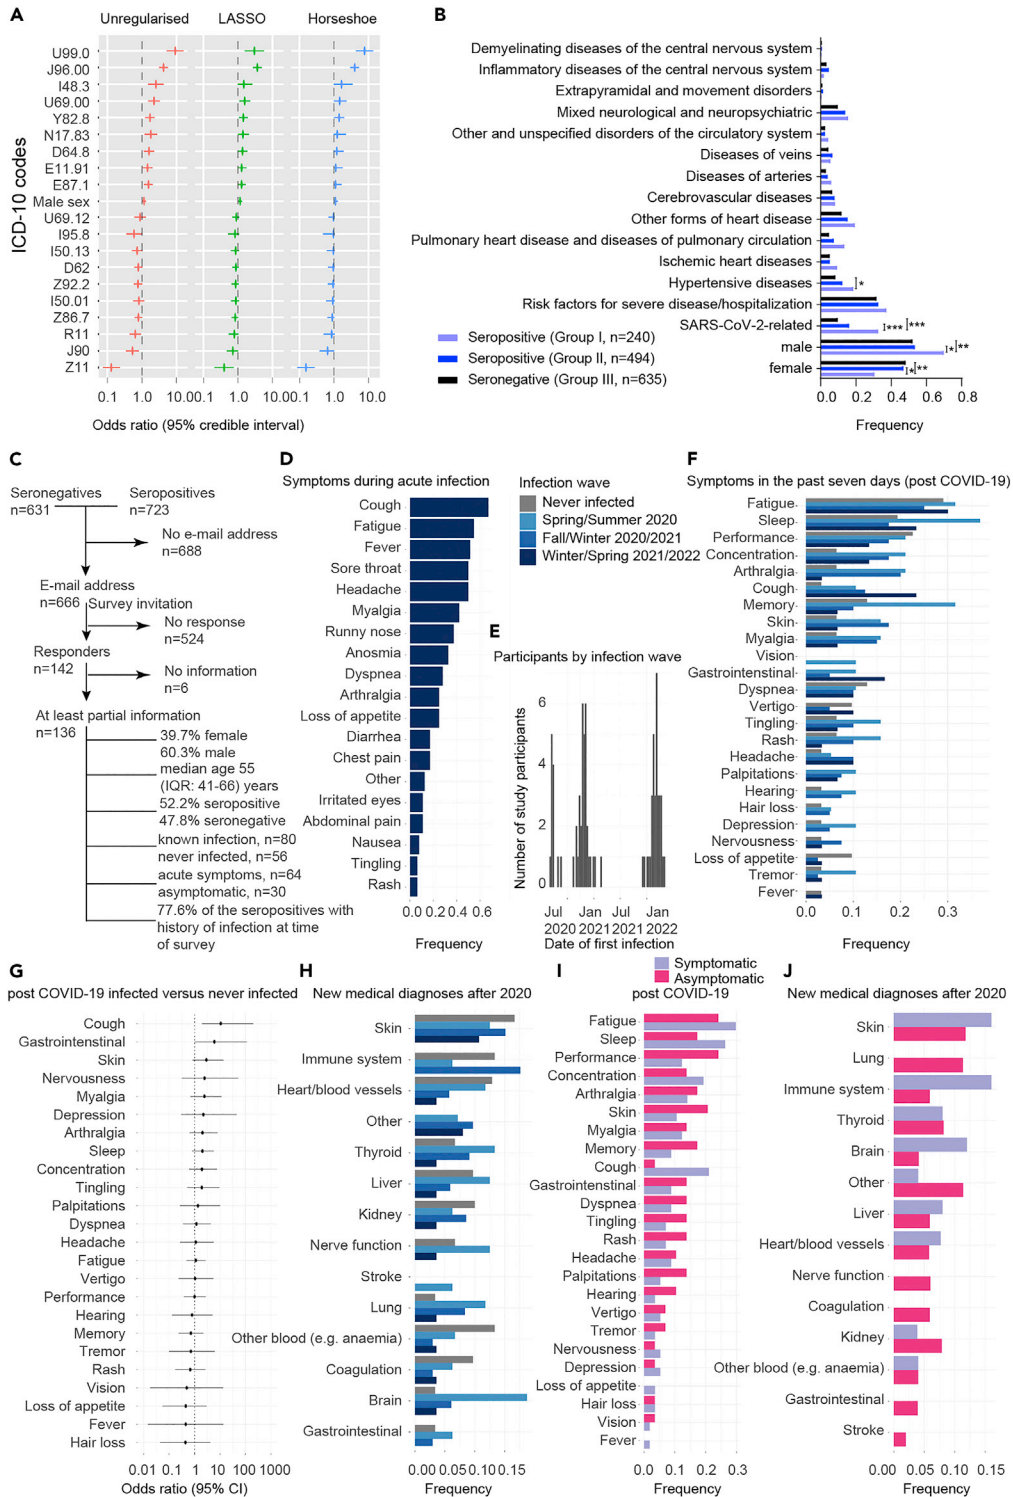 A
Unregularised LASSO Horseshoe
ICD-10 codes
U99.0
J96.00
I48.3
U69.00
Y82.8
N17.83
D64.8
E11.91
E87.1
Male sex
U69.12
I95.8
I50.13
D62
Z92.2
I50.01
Z86.7
R11
J90
Z11
0.1 1.0 10.0 0.1 1.0 10.0 0.1 1.0 10.0
Odds ratio (95% credible interval)
B
Demyelinating diseases of the central nervous system
Inflammatory diseases of the central nervous system
Extrapyramidal and movement disorders
Mixed neurological and neuropsychiatric
Other and unspecified disorders of the circulatory system
Diseases of veins
Diseases of arteries
Cerebrovascular diseases
Other forms of heart disease
Pulmonary heart disease and diseases of pulmonary circulation
Ischemic heart diseases
Hypertensive diseases *
Risk factors for severe disease/hospitalization
SARS-CoV-2-related *** ***
male * **
female * **
Seropositive (Group I, n=240)
Seropositive (Group II, n=494)
Seronegative (Group III, n=635)
0.0 0.2 0.4 0.6 0.8
Frequency
C
Seronegatives Seropositives
n=631 n=723
No e-mail address
n=688
E-mail address
n=666
Survey invitation
No response
n=524
Responders
n=142
No information
n=6
At least partial information
n=136
39.7% female
60.3% male
median age 55
(IQR: 41-66) years
52.2% seropositive
47.8% seronegative
known infection, n=80
never infected, n=56
acute symptoms, n=64
asymptomatic, n=30
77.6% of the seropositives with
history of infection at time
of survey
D
Symptoms during acute infection
Cough
Fatigue
Fever
Sore throat
Headache
Myalgia
Runny nose
Anosmia
Dyspnea
Arthralgia
Loss of appetite
Diarrhea
Chest pain
Other
Irritated eyes
Abdominal pain
Nausea
Tingling
Rash
0.0 0.2 0.4 0.6
Frequency
Infection wave
Never infected
Spring/Summer 2020
Fall/Winter 2020/2021
Winter/Spring 2021/2022
E
Participants by infection wave
Number of study participants
6
4
2
0
Jul Jan Jul Jan
2020 2021 2021 2022
Date of first infection
F
Symptoms in the past seven days (post COVID-19)
Fatigue
Sleep
Performance
Concentration
Arthralgia
Cough
Memory
Skin
Myalgia
Vision
Gastrointestinal
Dyspnea
Vertigo
Tingling
Rash
Headache
Palpitations
Hearing
Hair loss
Depression
Nervousness
Loss of appetite
Tremor
Fever
0.0 0.1 0.2 0.3
Frequency
G
post COVID-19 infected versus never infected
Cough
Gastrointenstinal
Skin
Nervousness
Myalgia
Depression
Arthralgia
Sleep
Concentration
Tingling
Palpitations
Dyspnea
Headache
Fatigue
Vertigo
Performance
Hearing
Memory
Tremor
Rash
Vision
Loss of appetite
Fever
Hair loss
0.01 0.1 1 10 100 1000
Odds ratio (95% CI)
H
New medical diagnoses after 2020
Skin
Immune system
Heart/blood vessels
Other
Thyroid
Liver
Kidney
Nerve function
Stroke
Lung
Other blood (e.g. anaemia)
Coagulation
Brain
Gastrointestinal
0.00 0.05 0.10 0.15
Frequency
Symptomatic
Asymptomatic
I
post COVID-19
Fatigue
Sleep
Performance
Concentration
Arthralgia
Skin
Myalgia
Memory
Cough
Gastrointenstinal
Dyspnea
Tingling
Rash
Headache
Palpitations
Hearing
Vertigo
Tremor
Nervousness
Depression
Loss of appetite
Hair loss
Vision
Fever
0.0 0.1 0.2 0.3
Frequency
J
New medical diagnoses after 2020
Skin
Lung
Immune system
Thyroid
Brain
Other
Liver
Heart/blood vessels
Nerve function
Coagulation
Kidney
Other blood (e.g. anaemia)
Gastrointestinal
Stroke
0.00 0.05 0.10 0.15
Frequency